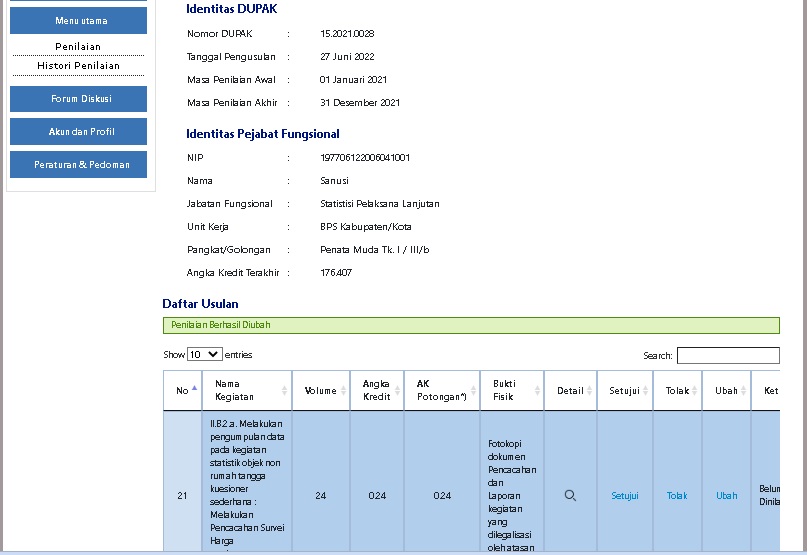 Menu utama
Penilaian
Histori Penilaian
Forum Diskusi
Akun dan Profil
Peraturan & Pedoman
Identitas DUPAK
Nomor DUPAK : 15.2021.0028
Tanggal Pengusulan : 27 Juni 2022
Masa Penilaian Awal : 01 Januari 2021
Masa Penilaian Akhir : 31 Desember 2021
Identitas Pejabat Fungsional
NIP : 197706122006041001
Nama : Sanusi
Jabatan Fungsional : Statistisi Pelaksana Lanjutan
Unit Kerja : BPS Kabupaten/Kota
Pangkat/Golongan : Penata Muda Tk. I / III/b
Angka Kredit Terakhir : 176.407
Daftar Usulan
Penilaian Berhasil Diubah
Show 10 entries
Search:
No
Nama
Kegiatan
Volume
Angka
Kredit
AK
Potongan*)
Bukti
Fisik
Detail
Setujui
Tolak
Ubah
Ket
21
II.B.2.a. Melakukan
pengumpulan data
pada kegiatan
statistik objek non
rumah tangga
kuesioner
sederhana :
Melakukan
Pencacahan Survei
Harga
24
0.24
0.24
Fotokopi
dokumen
Pencacahan
dan
Laporan
kegiatan
yang
dilegalisasi
oleh atasan
Setujui
Tolak
Ubah
Belum
Dinila